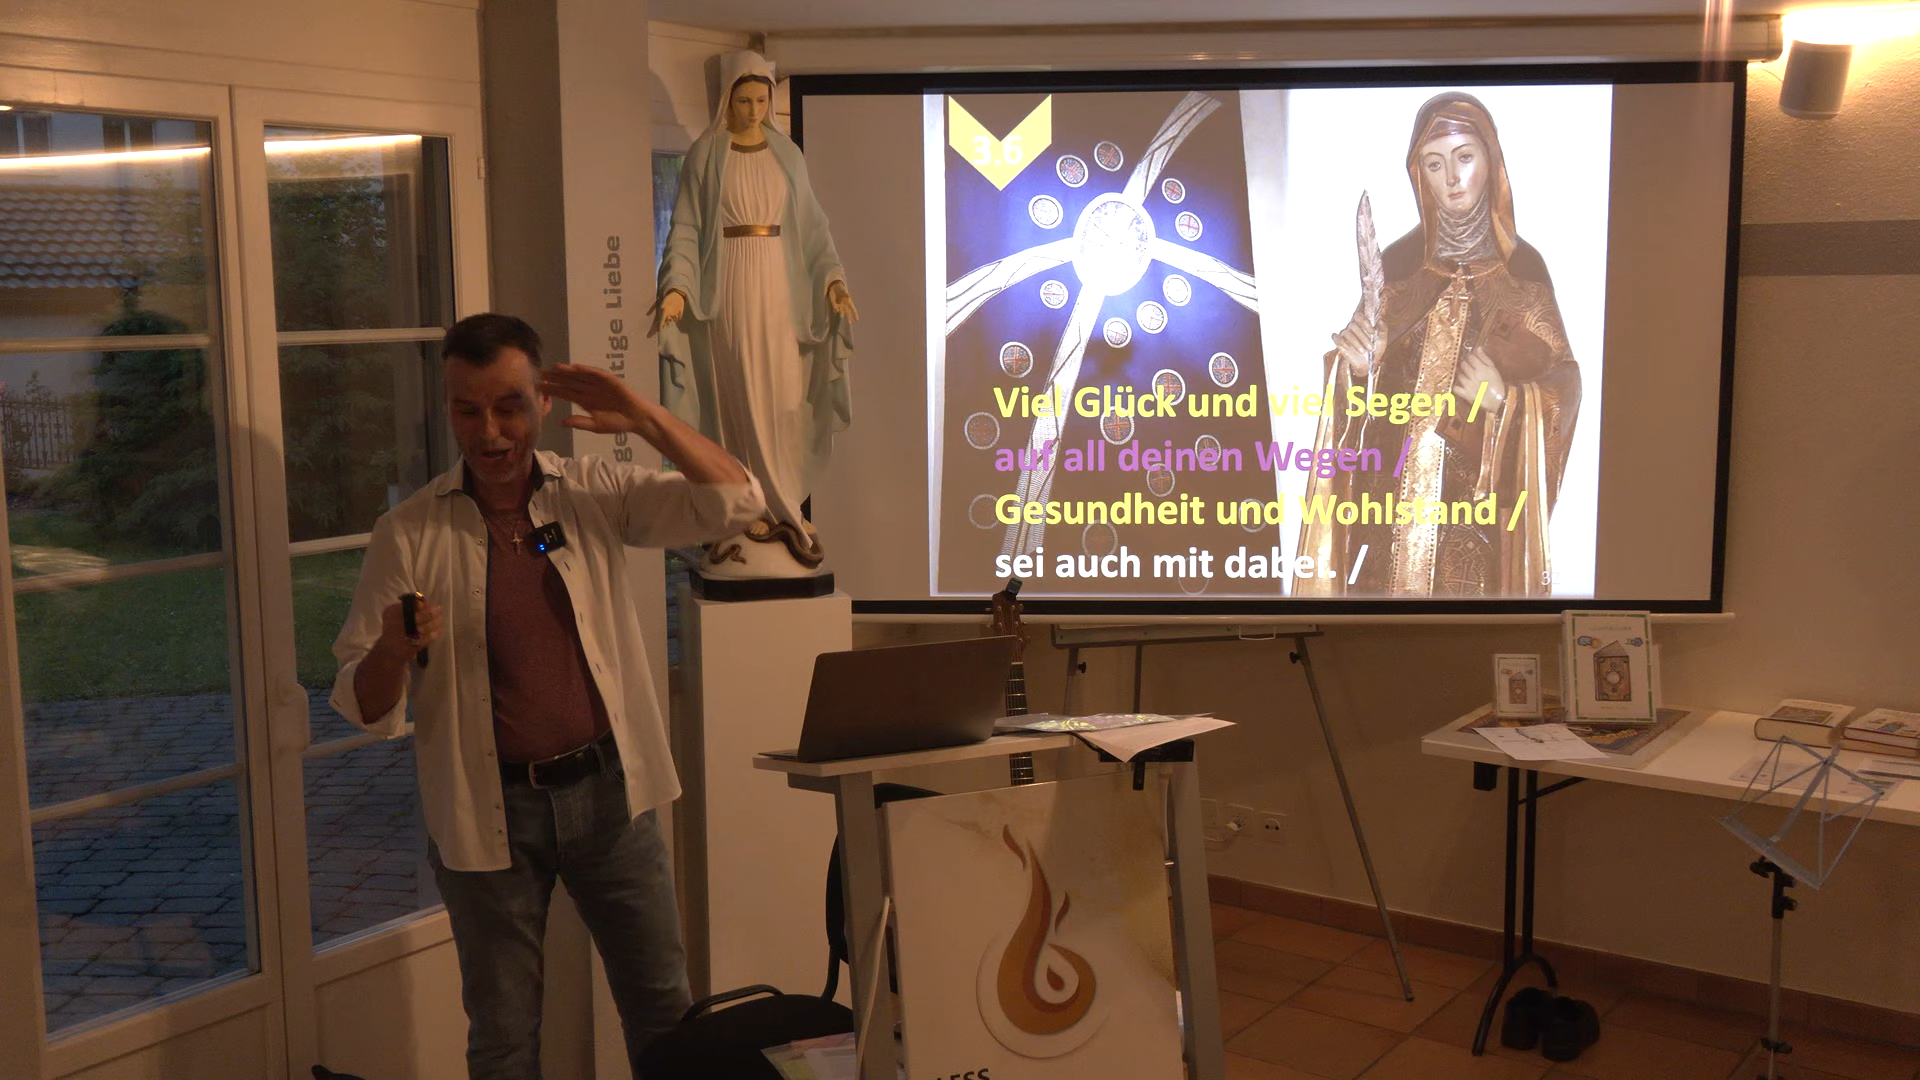 3.6
Viel Glück und viel Segen /
auf all deinen Wegen /
Gesundheit und Wohlstand /
sei auch mit dabei. /
Liebe